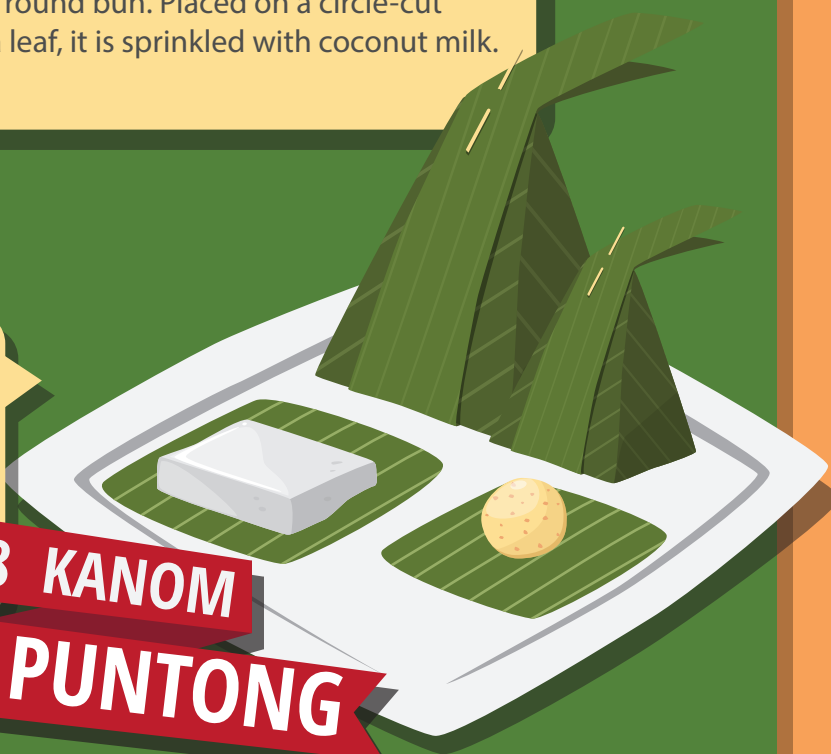 round bun. Placed on a circle-cut
leaf, it is sprinkled with coconut milk.
KANOM
PUNTONG